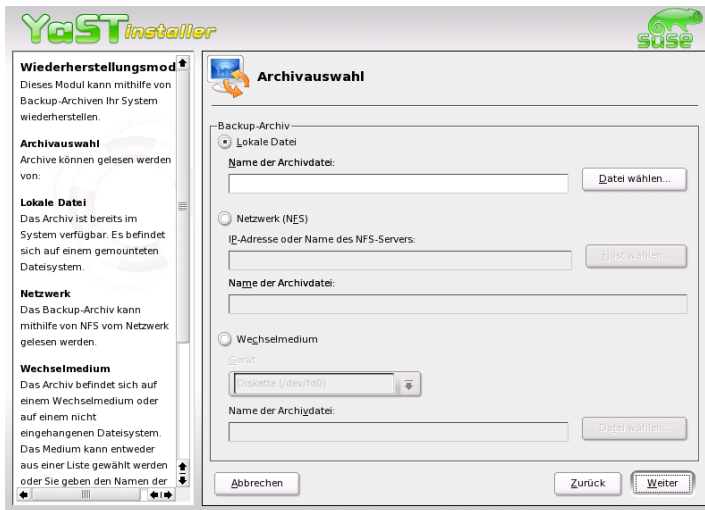 YaST installer
SUSE
Wiederherstellungsmod
Dieses Modul kann mithilfe von
Backup-Archiven Ihr System
wiederherstellen.
Archivauswahl
Archive können gelesen werden
von:
Lokale Datei
Das Archiv ist bereits im
System verfügbar. Es befindet
sich auf einem gemounteten
Dateisystem.
Netzwerk
Das Backup-Archiv kann
mithilfe von NFS vom Netzwerk
gelesen werden.
Wechselmedium
Das Archiv befindet sich auf
einem Wechselmedium oder
auf einem nicht
eingehangenen Dateisystem.
Das Medium kann entweder
aus einer Liste gewählt werden
oder Sie geben den Namen der
Archivauswahl
Backup-Archiv
Lokale Datei
Name der Archivdatei:
Datei wählen...
Netzwerk (NFS)
IP-Adresse oder Name des NFS-Servers:
Host wählen...
Name der Archivdatei:
Wechselmedium
Gerät
Diskette (/dev/fd0)
Name der Archivdatei:
Datei wählen...
Abbrechen
Zurück
Weiter